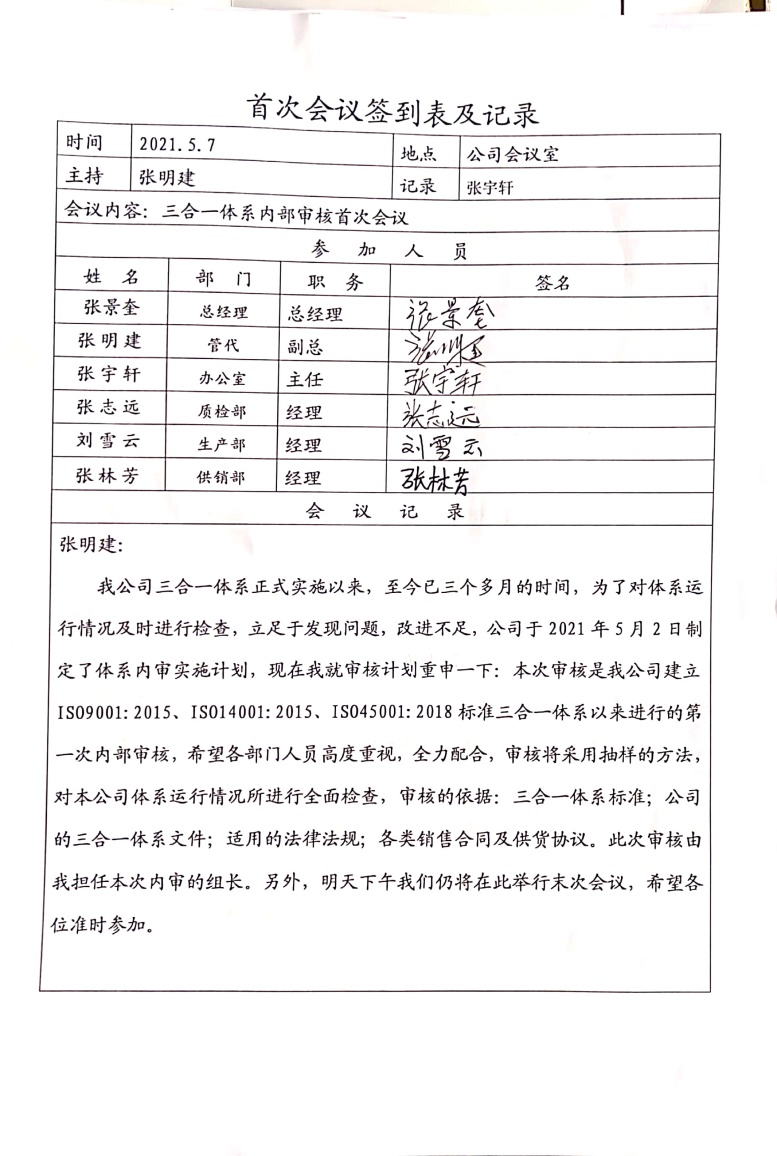 首次会议签到表及记录
时间 2021.5.7 地点 公司会议室
主持 张明建 记录 张宇轩
会议内容：三合一体系内部审核首次会议
参 加 人 员
姓 名 部 门 职 务 签名
张景奎 总经理 总经理 张景奎
张明建 管代 副总
张宇轩 办公室 主任 张宇轩
张志远 质检部 经理 张志远
刘雪云 生产部 经理 刘雪云
张林芳 供销部 经理 张林芳
会 议 记 录
张明建：
我公司三合一体系正式实施以来，至今已三个多月的时间，为了对体系运
行情况及时进行检查，立足于发现问题，改进不足，公司于 2021 年 5 月 2 日制
定了体系内审实施计划，现在我就审核计划重申一下：本次审核是我公司建立
ISO9001:2015、ISO14001:2015、ISO45001:2018 标准三合一体系以来进行的第
一次内部审核，希望各部门人员高度重视，全力配合，审核将采用抽样的方法，
对本公司体系运行情况所进行全面检查，审核的依据：三合一体系标准；公司
的三合一体系文件；适用的法律法规；各类销售合同及供货协议。此次审核由
我担任本次内审的组长。另外，明天下午我们仍将在此举行末次会议，希望各
位准时参加。